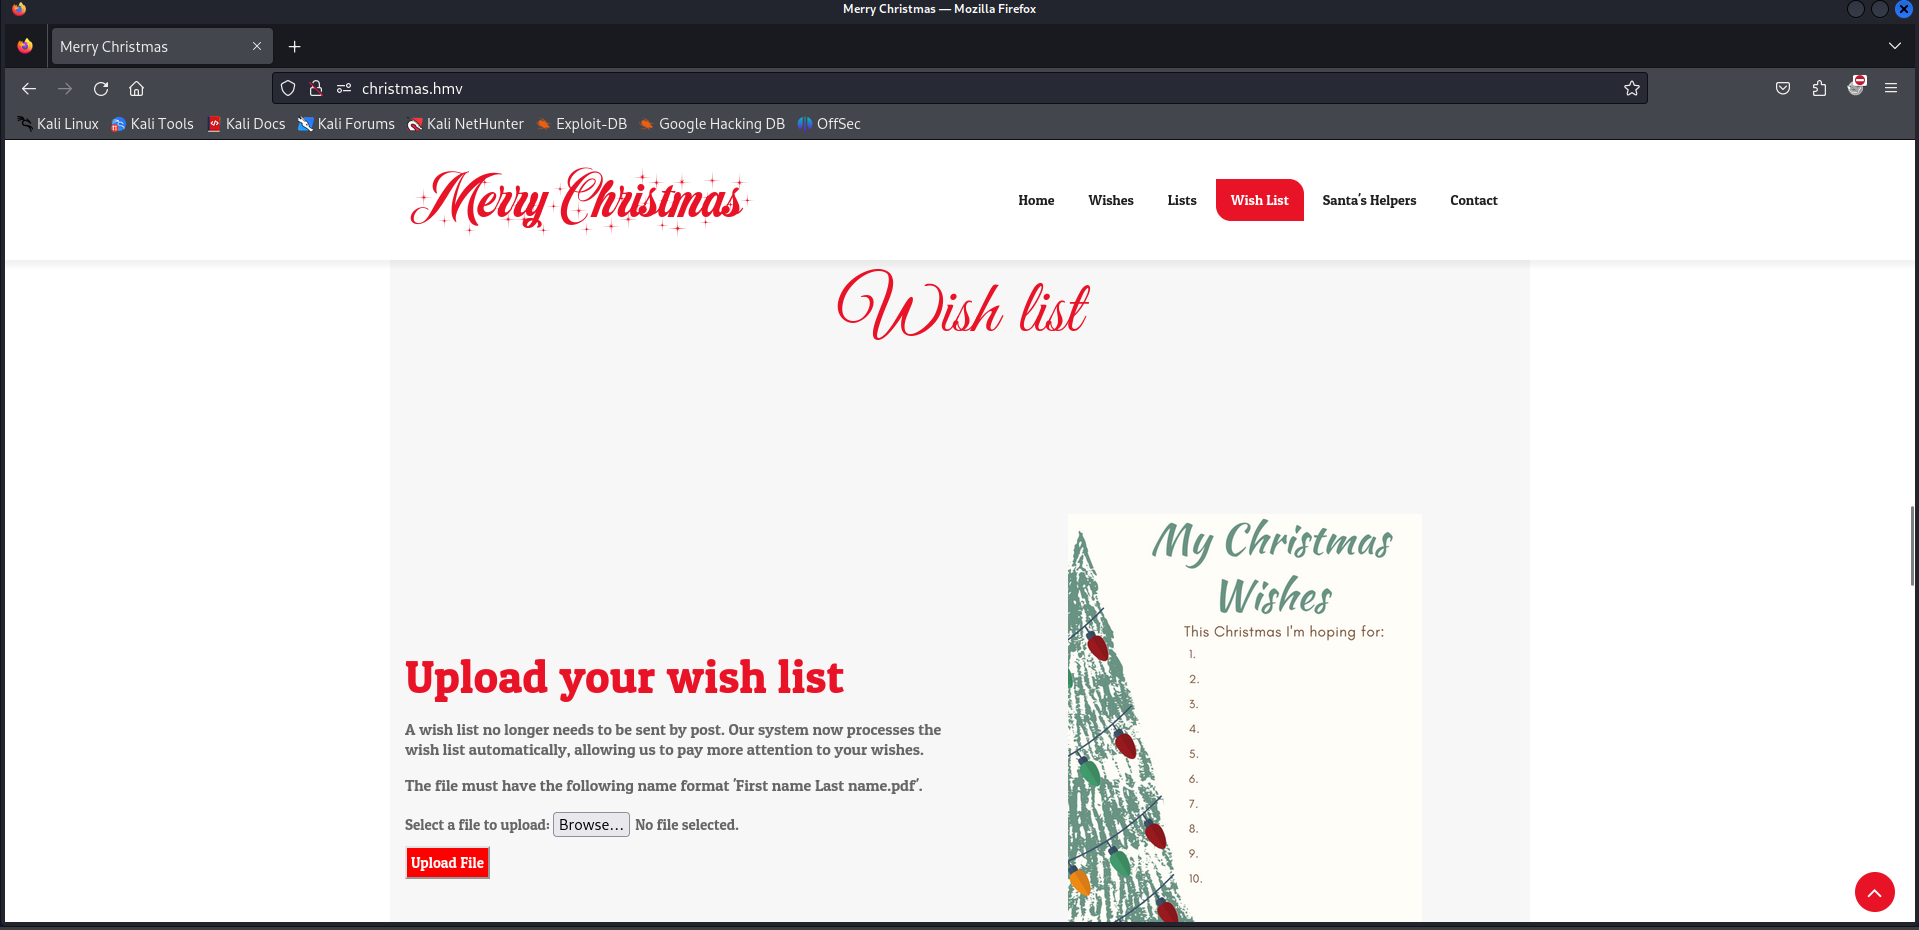 Merry Christmas — Mozilla Firefox
Merry Christmas
christmas.hmv
Kali Linux Kali Tools Kali Docs Kali Forums Kali NetHunter Exploit-DB Google Hacking DB OffSec
Merry Christmas
Home Wishes Lists Wish List Santa's Helpers Contact
Wish list
Upload your wish list
A wish list no longer needs to be sent by post. Our system now processes the
wish list automatically, allowing us to pay more attention to your wishes.
The file must have the following name format 'First name Last name.pdf'.
Select a file to upload: Browse... No file selected.
Upload File
My Christmas
Wishes
This Christmas I'm hoping for:
1.
2.
3.
4.
5.
6.
7.
8.
9.
10.